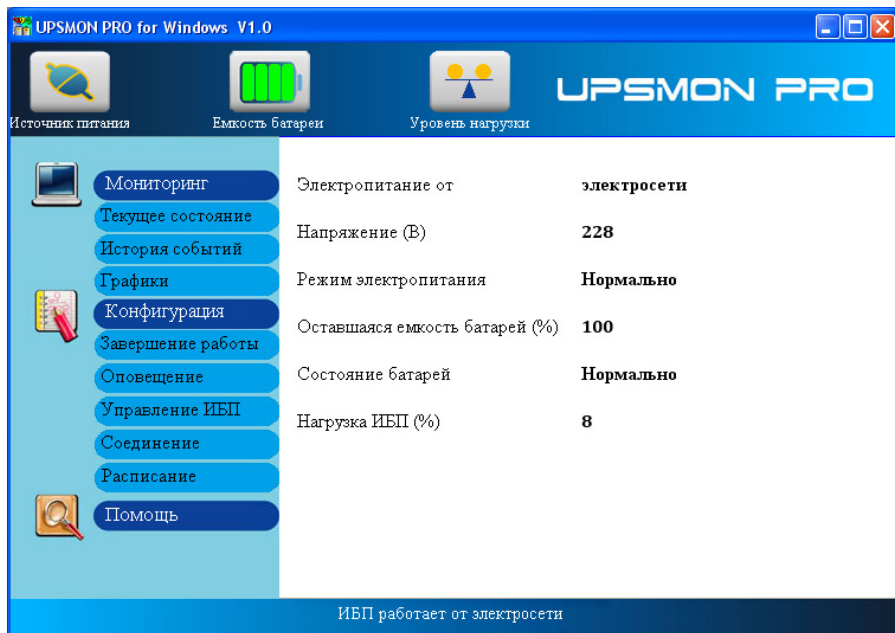 UPSMON PRO for Windows V1.0
UPSMON PRO
Источник питания
Емкость батареи
Уровень нагрузки
Мониторинг
Текущее состояние
История событий
Графики
Конфигурация
Завершение работы
Оповещение
Управление ИБП
Соединение
Расписание
Помощь
Электропитание от электросети
Напряжение (В) 228
Режим электропитания Нормально
Оставшаяся емкость батарей (%) 100
Состояние батарей Нормально
Нагрузка ИБП (%) 8
ИБП работает от электросети